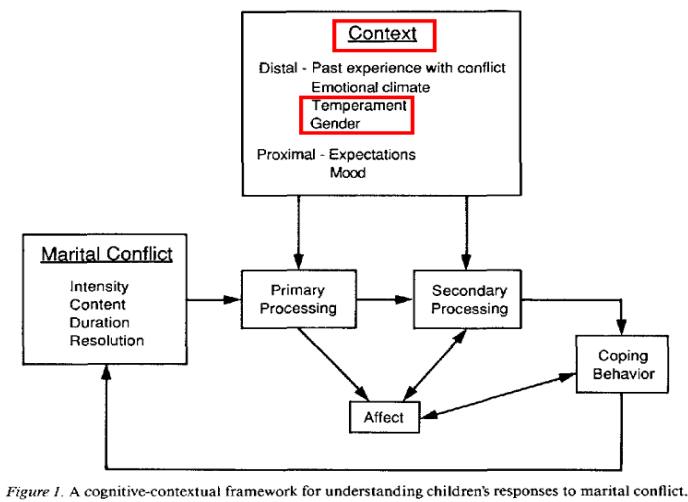 Context
Distal - Past experience with conflict
Emotional climate
Temperament
Gender
Proximal - Expectations
Mood
Marital Conflict
Intensity
Content
Duration
Resolution
Primary
Processing
Secondary
Processing
Coping
Behavior
Affect
Figure 1. A cognitive-contextual framework for understanding children's responses to marital conflict.